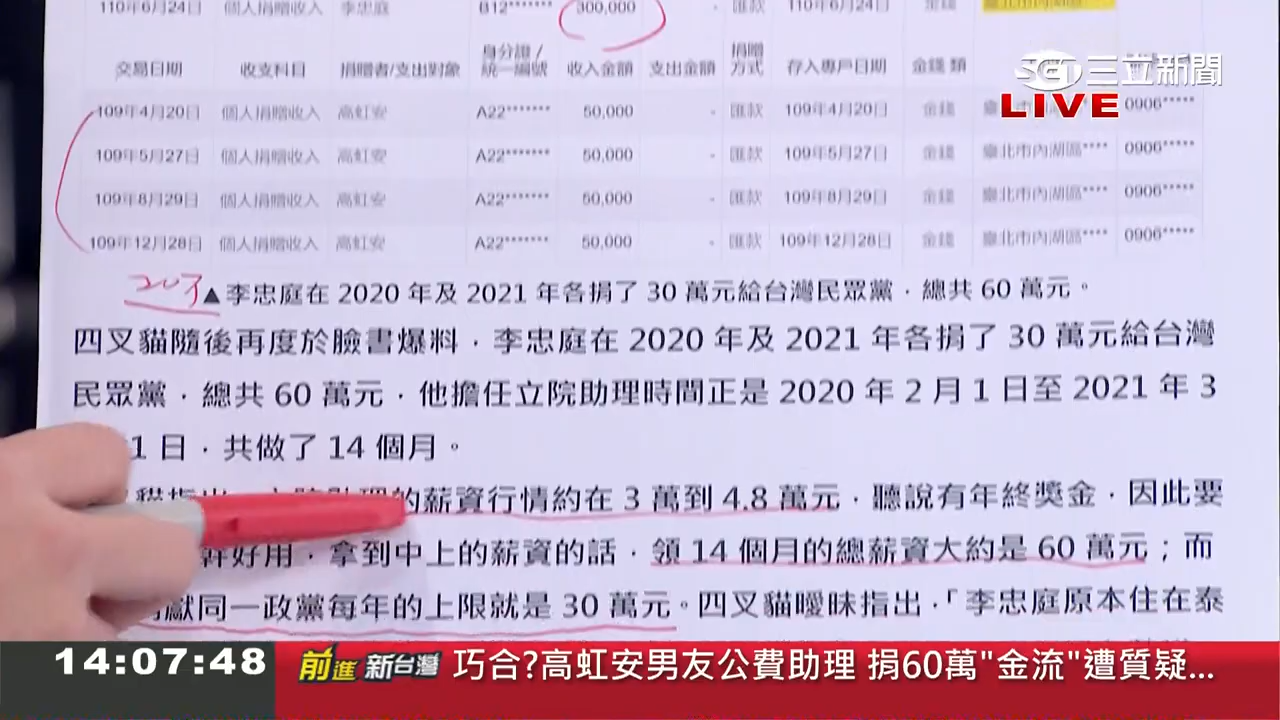 110年6月24日 個人捐贈收入 李忠庭 B12******* 300,000 - 匯款 110年6月24日 金錢
交易日期 收支科目 捐贈者/支出對象 身分證/統一編號 收入金額 支出金額 捐贈方式 存入專戶日期 金錢類
SET 三立新聞
LIVE
109年4月20日 個人捐贈收入 高虹安 A22******* 50,000 - 匯款 109年4月20日 金錢 臺北市內湖區**** 0906*****
109年5月27日 個人捐贈收入 高虹安 A22******* 50,000 - 匯款 109年5月27日 金錢 臺北市內湖區**** 0906*****
109年8月29日 個人捐贈收入 高虹安 A22******* 50,000 - 匯款 109年8月29日 金錢 臺北市內湖區**** 0906*****
109年12月28日 個人捐贈收入 高虹安 A22******* 50,000 - 匯款 109年12月28日 金錢 臺北市內湖區**** 0906*****
▲李忠庭在 2020 年及 2021 年各捐了 30 萬元給台灣民眾黨，總共 60 萬元。
四叉貓隨後再度於臉書爆料，李忠庭在 2020 年及 2021 年各捐了 30 萬元給台灣
民眾黨，總共 60 萬元，他擔任立院助理時間正是 2020 年 2 月 1 日至 2021 年 3
1 日，共做了 14 個月。
的薪資行情約在 3 萬到 4.8 萬元，聽說有年終獎金，因此要
幹好用，拿到中上的薪資的話，領 14 個月的總薪資大約是 60 萬元；而
獻同一政黨每年的上限就是 30 萬元。四叉貓曖昧指出，「李忠庭原本住在泰
14:07:48 前進新台灣 巧合?高虹安男友公費助理 捐60萬"金流"遭質疑...